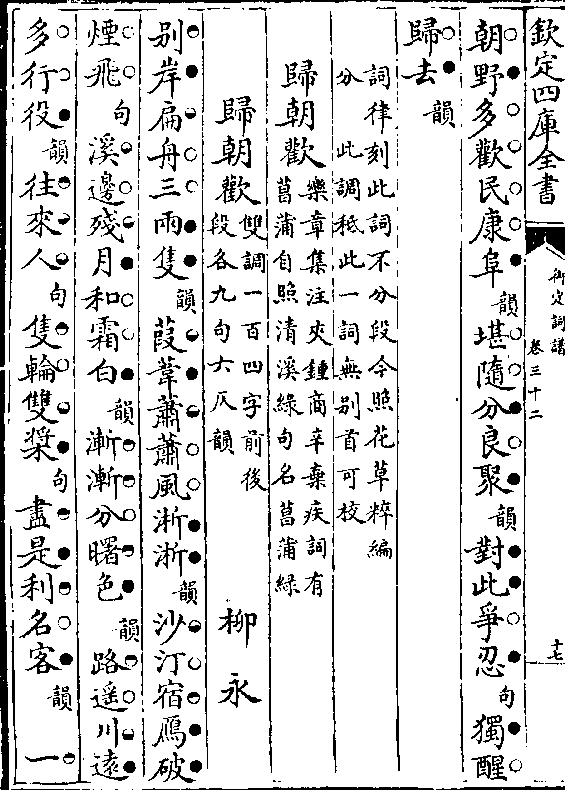 欽定四庫全書
御定詞譜
卷三十二
十七
朝野多歡民康阜韻堪隨分良聚韻對此爭忍句獨醒
歸去韻
詞律刻此詞不分段今照花草粹編
分此調秪此一詞無别首可校
歸朝歡樂章集注夾鍾商辛棄疾詞有
菖蒲自照清溪綠句名菖蒲綠
歸朝歡雙調一百四字前後
段各九句六仄韻
柳永
别岸扁舟三兩隻韻葭葦蕭蕭風淅淅韻沙汀宿鴈破
煙飛句溪邊殘月和霜白韻漸漸分曙色韻路遥川遠
多行役韻往來人句隻輪雙槳句盡是利名客韻一